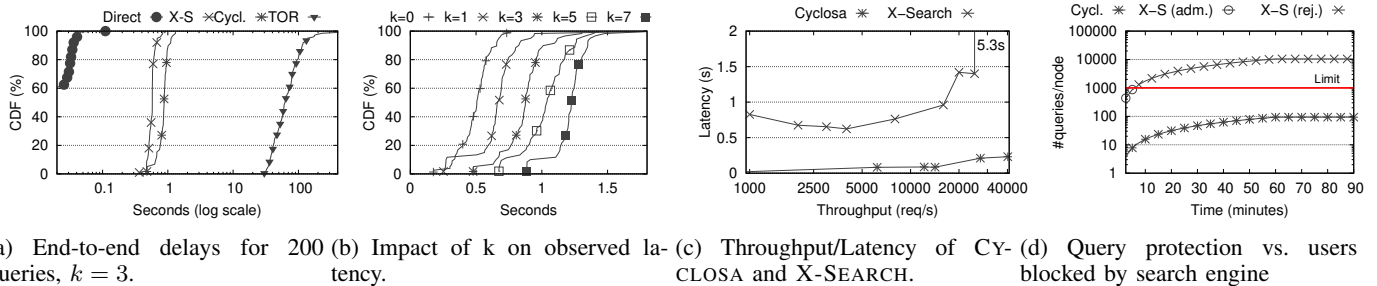 Direct X-S Cycl. TOR
CDF (%)
100
80
60
40
20
0
0.1 1 10 100
Seconds (log scale)
k=0 k=1 k=3 k=5 k=7
CDF (%)
100
80
60
40
20
0
0 0.5 1 1.5
Seconds
Cyclosa X-Search
Latency (s)
2
1.5
1
0.5
0
5.3s
1000 2500 5000 10000 20000 40000
Throughput (req/s)
Cycl. X-S (adm.) X-S (rej.)
#queries/node
100000
10000
1000
100
10
1
Limit
10 20 30 40 50 60 70 80 90
Time (minutes)
a) End-to-end delays for 200
ueries, k = 3.
(b) Impact of k on observed la-
tency.
(c) Throughput/Latency of CY-
CLOSA and X-SEARCH.
(d) Query protection vs. users
blocked by search engine